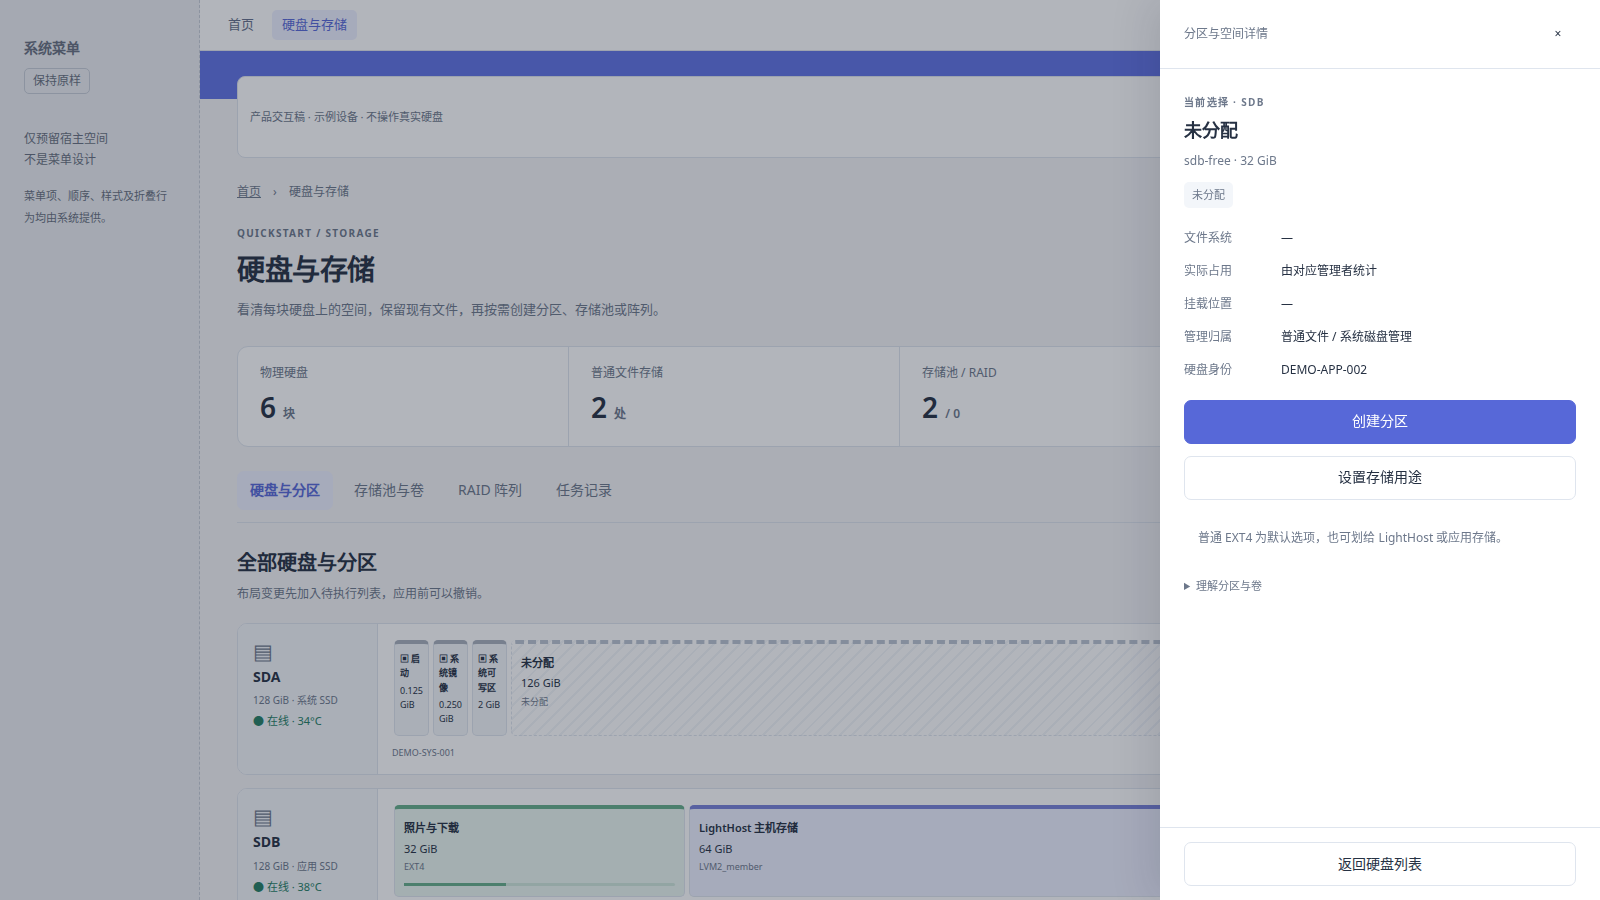 系统菜单
保持原样
仅预留宿主空间
不是菜单设计
菜单项、顺序、样式及折叠行
为均由系统提供。
首页
硬盘与存储
产品交互稿 · 示例设备 · 不操作真实硬盘
首页 › 硬盘与存储
QUICKSTART / STORAGE
硬盘与存储
看清每块硬盘上的空间，保留现有文件，再按需创建分区、存储池或阵列。
物理硬盘
6 块
普通文件存储
2 处
存储池 / RAID
2 / 0
硬盘与分区
存储池与卷
RAID 阵列
任务记录
全部硬盘与分区
布局变更先加入待执行列表，应用前可以撤销。
SDA
128 GiB · 系统 SSD
在线 · 34°C
启
动
0.125
GiB
系
统镜
像
0.250
GiB
系
统可
写区
2 GiB
未分配
126 GiB
未分配
DEMO-SYS-001
SDB
128 GiB · 应用 SSD
在线 · 38°C
照片与下载
32 GiB
EXT4
LightHost 主机存储
64 GiB
LVM2_member
分区与空间详情
×
当前选择 · SDB
未分配
sdb-free · 32 GiB
未分配
文件系统 —
实际占用 由对应管理者统计
挂载位置 —
管理归属 普通文件 / 系统磁盘管理
硬盘身份 DEMO-APP-002
创建分区
设置存储用途
普通 EXT4 为默认选项，也可划给 LightHost 或应用存储。
理解分区与卷
返回硬盘列表